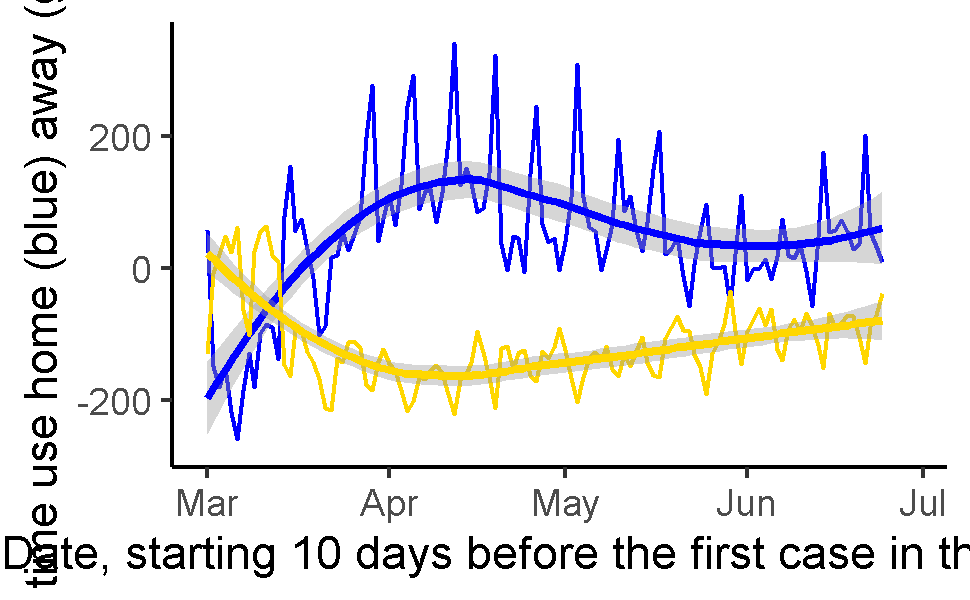 time use home (blue) away (
200
0
-200
Mar Apr May Jun Jul
Date, starting 10 days before the first case in th